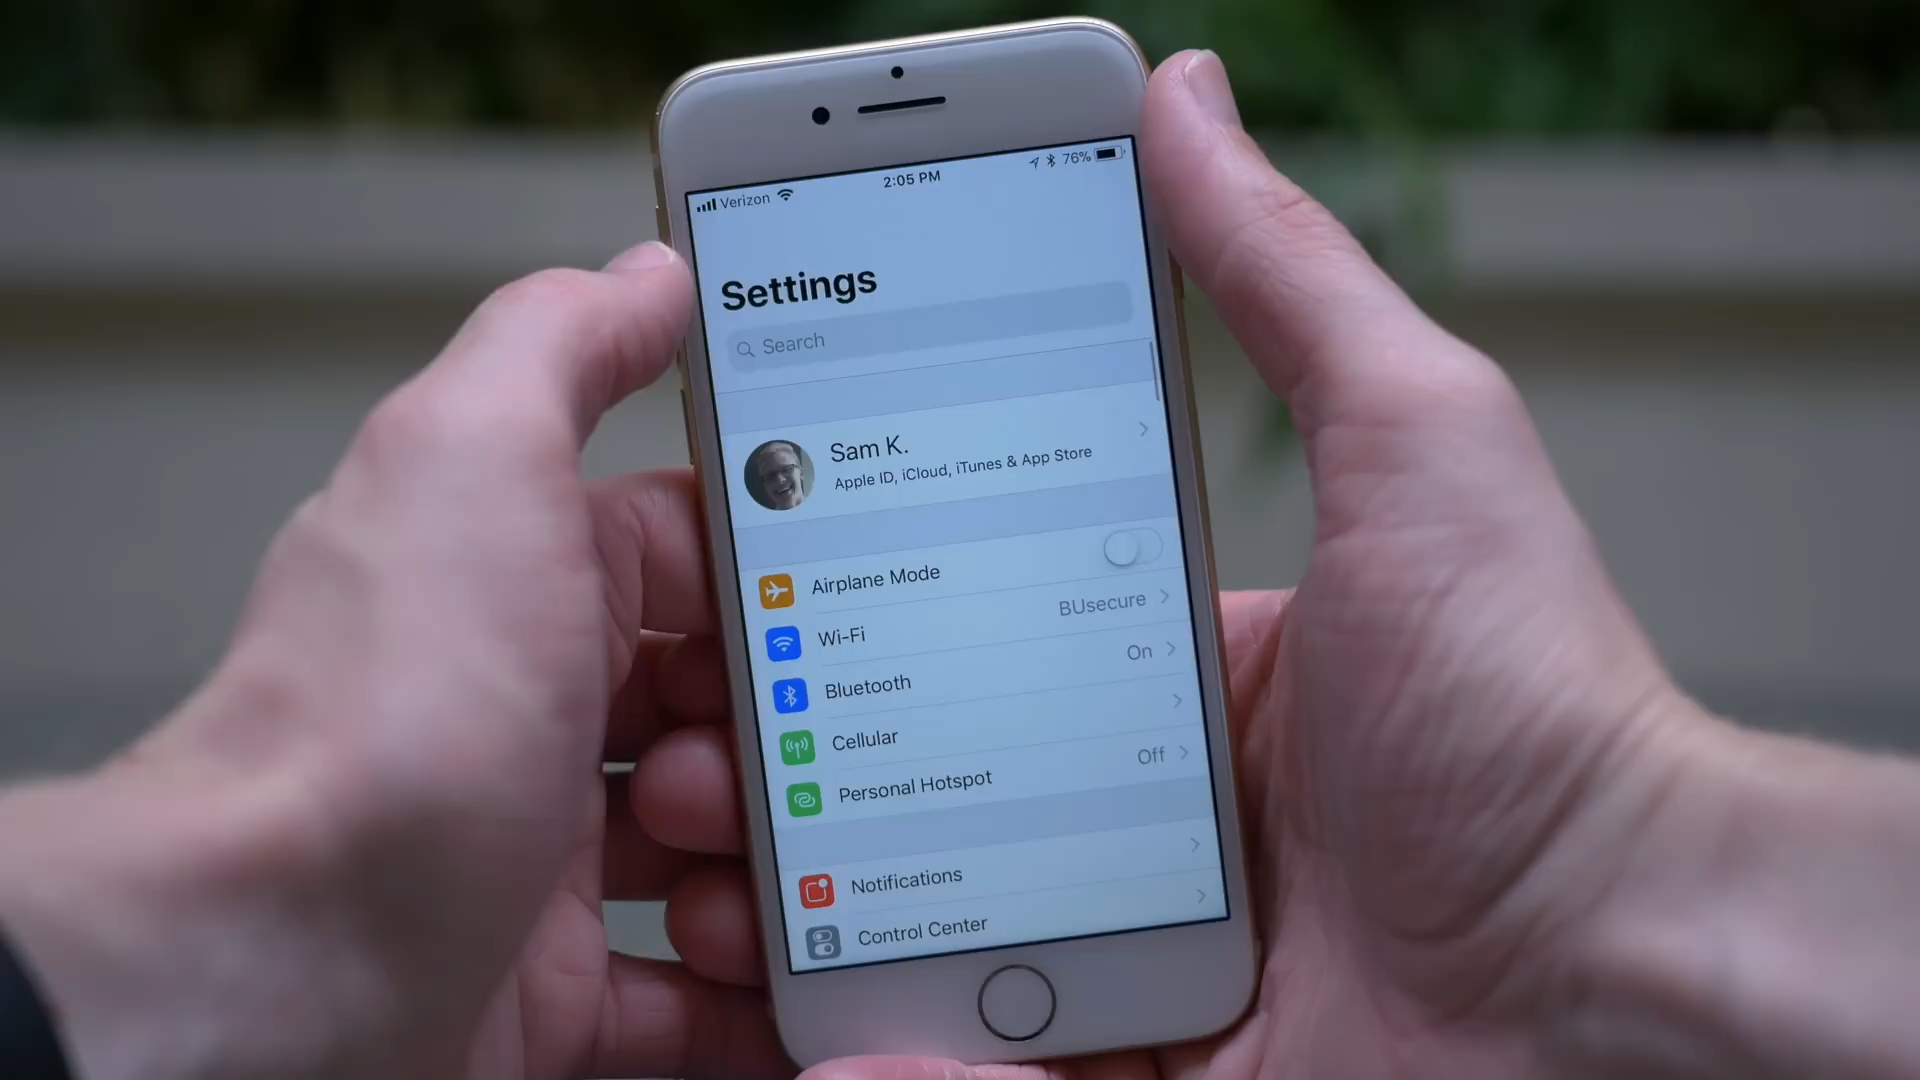 Verizon 2:05 PM 76%
Settings
Search
Sam K.
Apple ID, iCloud, iTunes & App Store
Airplane Mode
Wi-Fi BUsecure
Bluetooth On
Cellular
Personal Hotspot Off
Notifications
Control Center